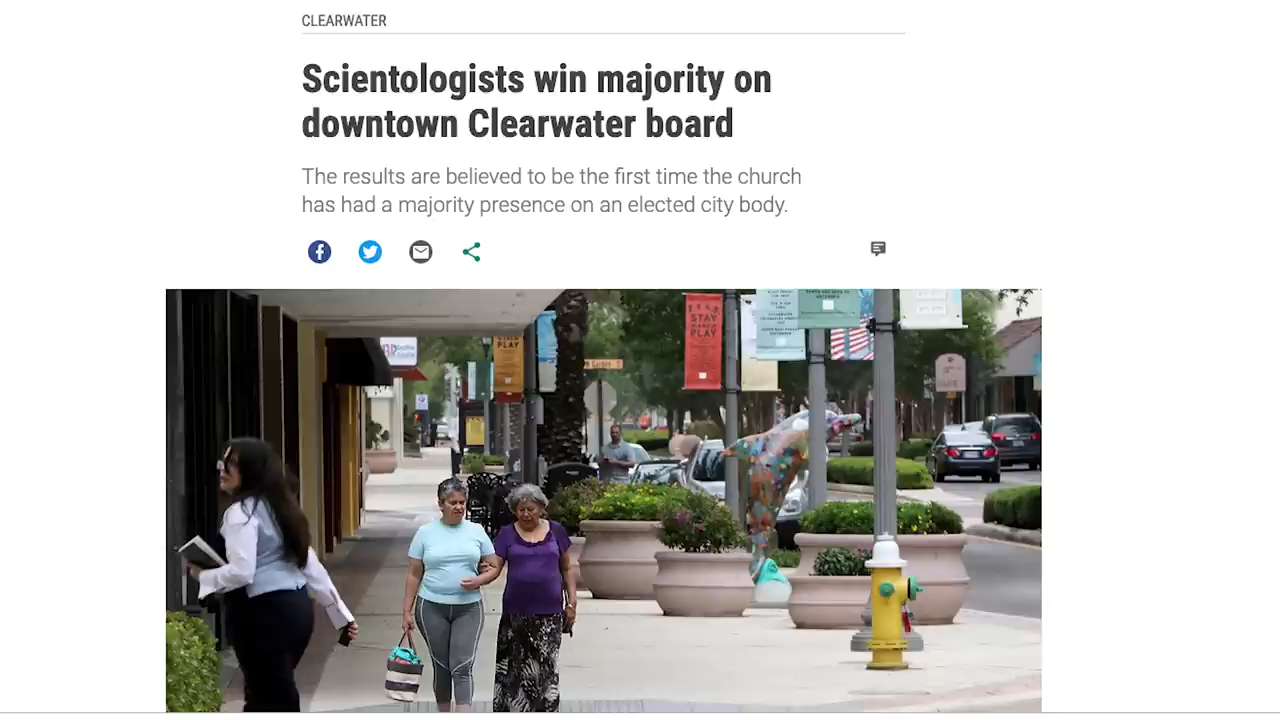 CLEARWATER
Scientologists win majority on
downtown Clearwater board
The results are believed to be the first time the church
has had a majority presence on an elected city body.
STAY
PLAY
PLAY